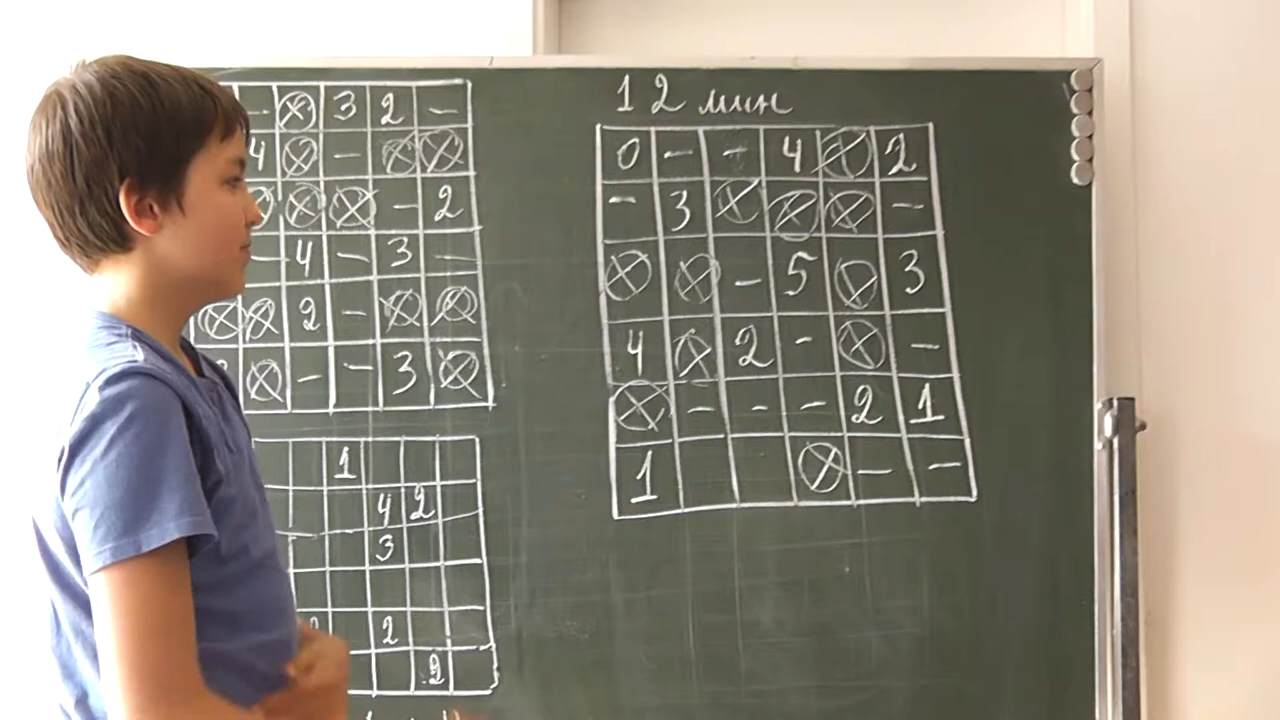 - ⊗ 3 2 -
4 ⊗ - ⊗ ⊗
⊗ ⊗ ⊗ - 2
- 4 - 3 -
⊗ ⊗ 2 - ⊗ ⊗
⊗ - - 3 ⊗
1
4 2
3
2
2
12 мин
0 - - 4 ⊗ 2
- 3 ⊗ ⊗ ⊗ -
⊗ ⊗ - 5 ⊗ 3
4 ⊗ 2 - ⊗ -
⊗ - - - 2 1
1 ⊗ - -